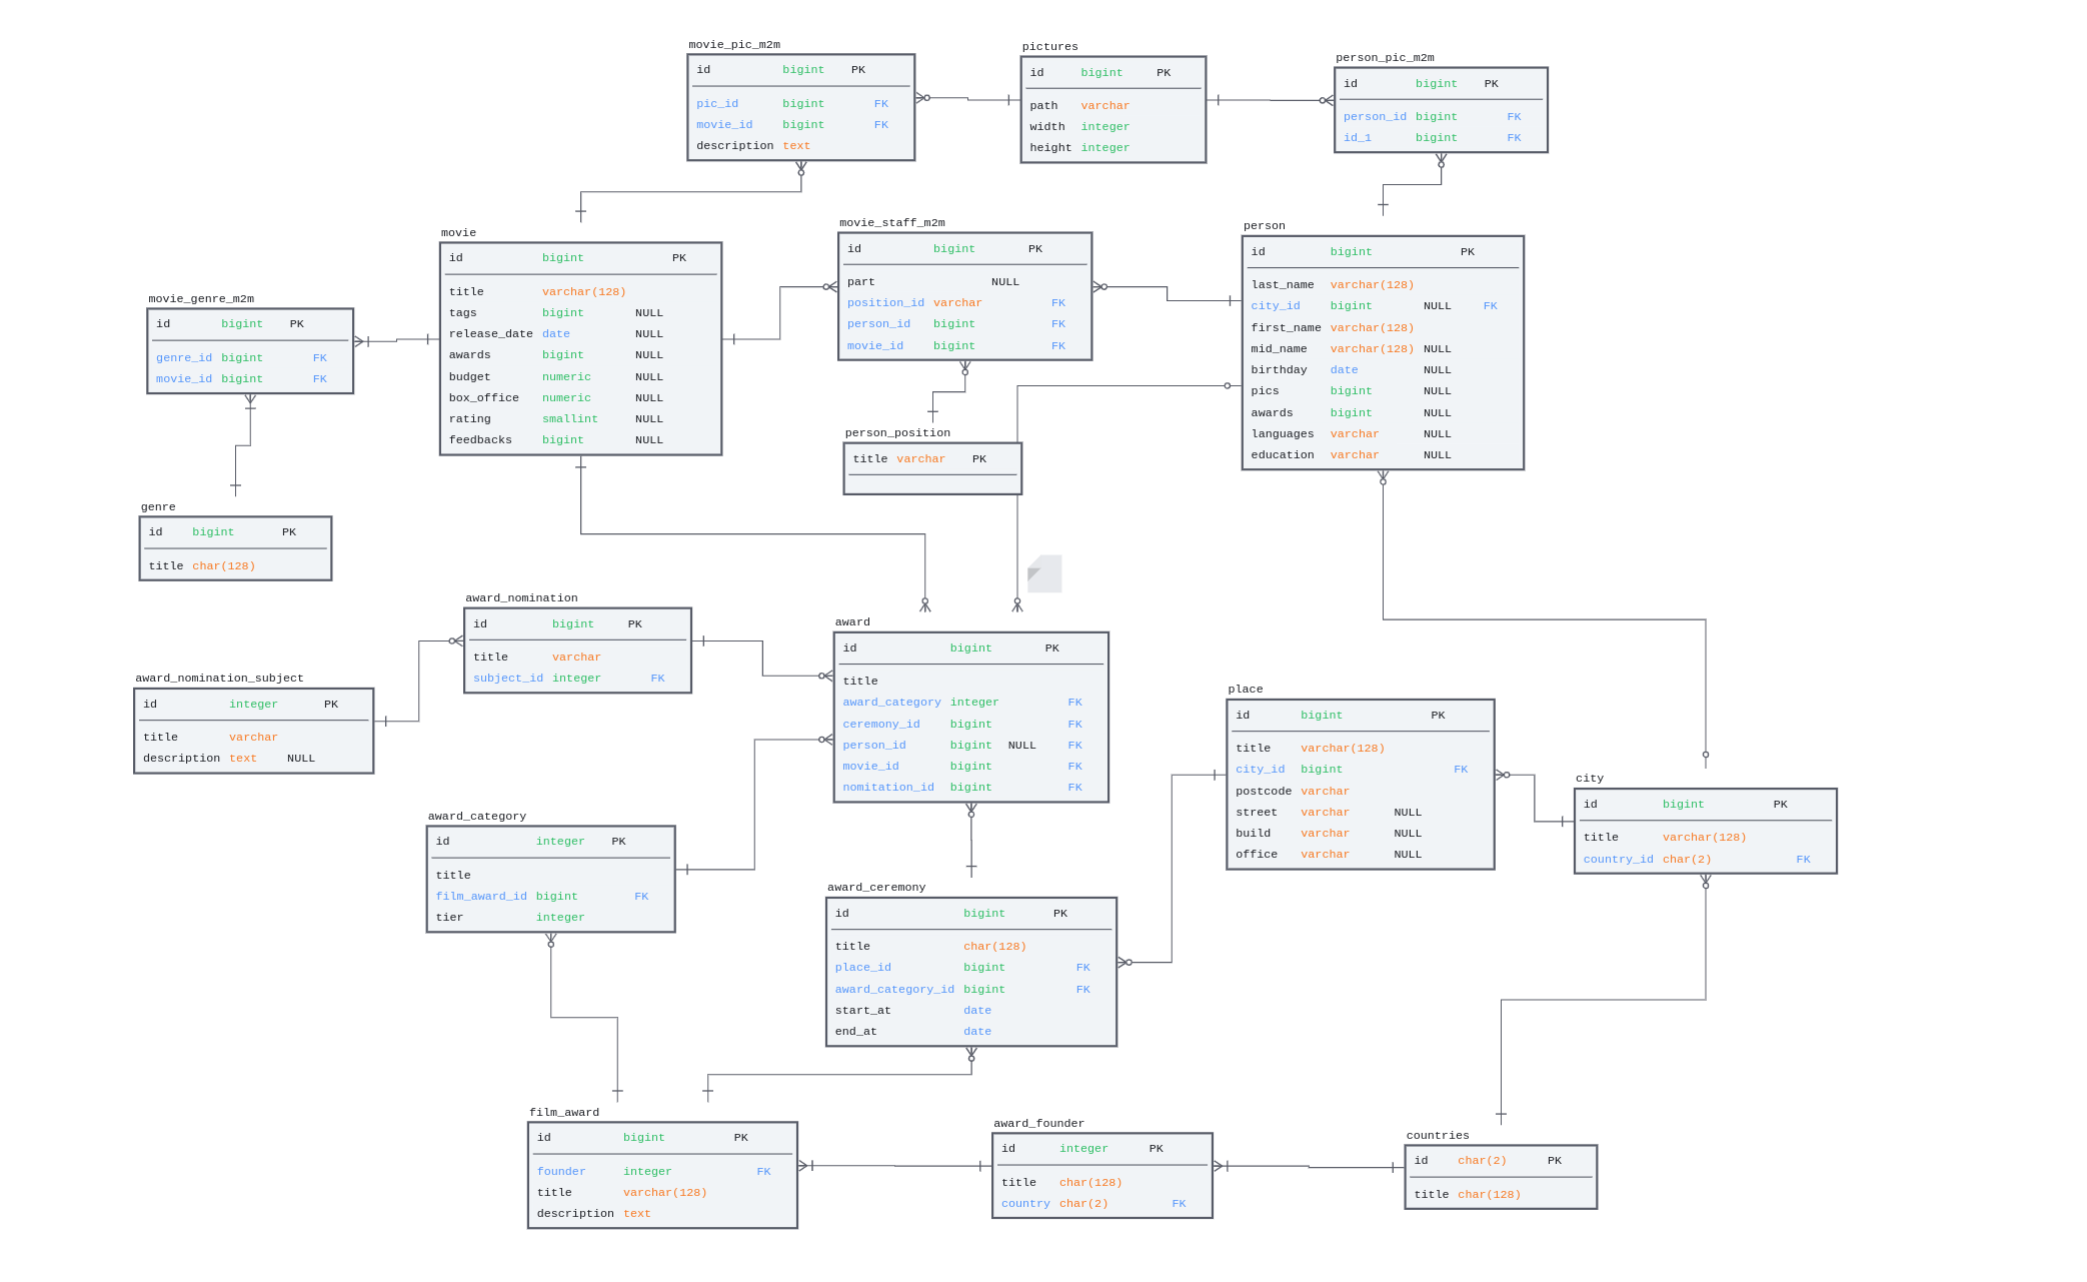 movie_pic_m2m
id bigint PK
pic_id bigint FK
movie_id bigint FK
description text
pictures
id bigint PK
path varchar
width integer
height integer
person_pic_m2m
id bigint PK
person_id bigint FK
id_1 bigint FK
movie
id bigint PK
title varchar(128)
tags bigint NULL
release_date date NULL
awards bigint NULL
budget numeric NULL
box_office numeric NULL
rating smallint NULL
feedbacks bigint NULL
movie_staff_m2m
id bigint PK
part NULL
position_id varchar FK
person_id bigint FK
movie_id bigint FK
person
id bigint PK
last_name varchar(128)
city_id bigint NULL FK
first_name varchar(128)
mid_name varchar(128) NULL
birthday date NULL
pics bigint NULL
awards bigint NULL
languages varchar NULL
education varchar NULL
movie_genre_m2m
id bigint PK
genre_id bigint FK
movie_id bigint FK
person_position
title varchar PK
genre
id bigint PK
title char(128)
award_nomination
id bigint PK
title varchar
subject_id integer FK
award
id bigint PK
title
award_category integer FK
ceremony_id bigint FK
person_id bigint NULL FK
movie_id bigint FK
nomitation_id bigint FK
award_nomination_subject
id integer PK
title varchar
description text NULL
place
id bigint PK
title varchar(128)
city_id bigint FK
postcode varchar
street varchar NULL
build varchar NULL
office varchar NULL
city
id bigint PK
title varchar(128)
country_id char(2) FK
award_category
id integer PK
title
film_award_id bigint FK
tier integer
award_ceremony
id bigint PK
title char(128)
place_id bigint FK
award_category_id bigint FK
start_at date
end_at date
film_award
id bigint PK
founder integer FK
title varchar(128)
description text
award_founder
id integer PK
title char(128)
country char(2) FK
countries
id char(2) PK
title char(128)